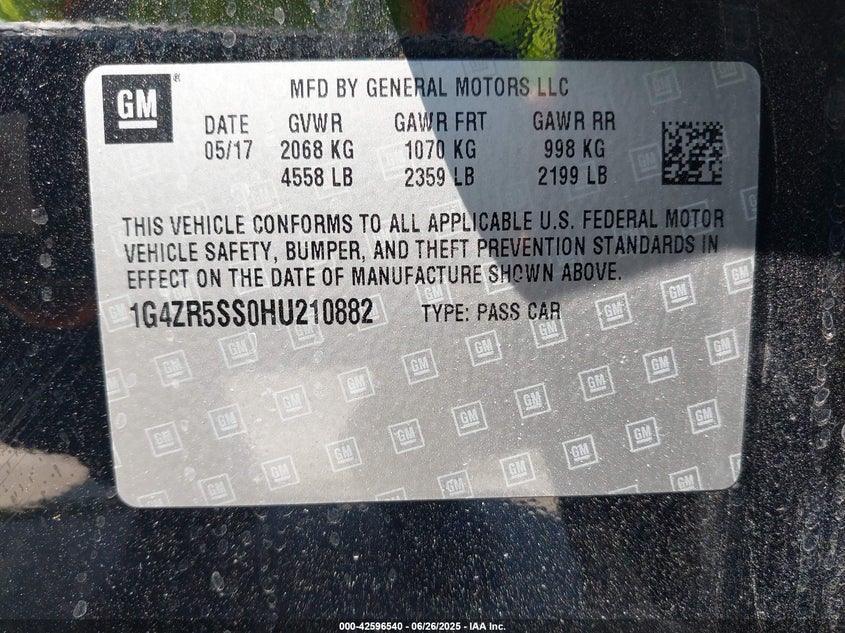 GM
MFD BY GENERAL MOTORS LLC
DATE GVWR GAWR FRT GAWR RR
05/17 2068 KG 1070 KG 998 KG
4558 LB 2359 LB 2199 LB
THIS VEHICLE CONFORMS TO ALL APPLICABLE U.S. FEDERAL MOTOR
VEHICLE SAFETY, BUMPER, AND THEFT PREVENTION STANDARDS IN
EFFECT ON THE DATE OF MANUFACTURE SHOWN ABOVE.
1G4ZR5SS0HU210882 TYPE: PASS CAR
000-42596540 - 06/26/2025 - IAA Inc.